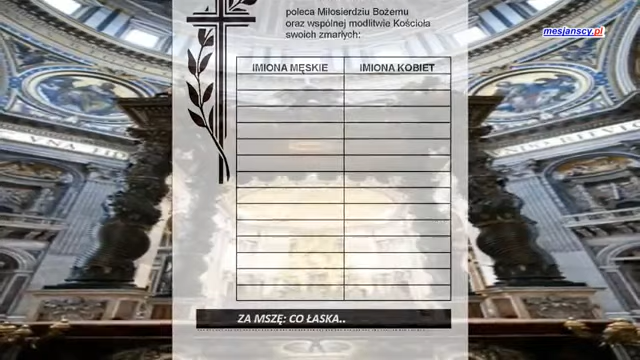 poleca Miłosierdziu Bożemu
oraz wspólnej modlitwie Kościoła
swoich zmarłych:
mesjanscy.pl
IMIONA MĘSKIE
IMIONA KOBIET
ZA MSZĘ: CO ŁASKA..